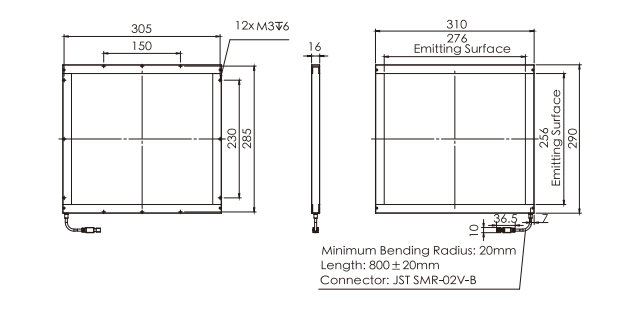 305
150
12x M3↧6
230
285
16
310
276
Emitting Surface
256
Emitting Surface
290
36.5
7
10
Minimum Bending Radius: 20mm
Length: 800±20mm
Connector: JST SMR-02V-B